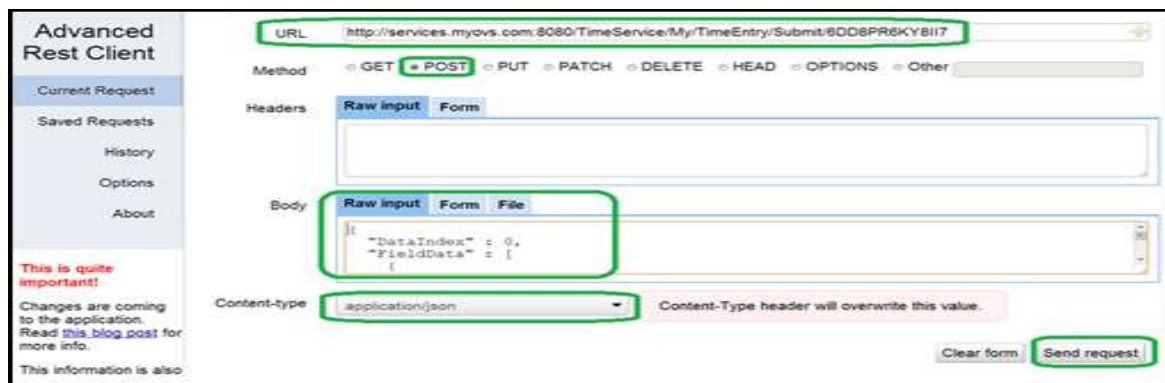 Advanced
Rest Client
Current Request
Saved Requests
History
Options
About
This is quite
important!
Changes are coming
to the application.
Read this blog post for
more info.
This information is also
URL
http://services.myovs.com:8080/TimeService/My/TimeEntry/Submit/6DD8PR6KY8II7
Method
GET POST PUT PATCH DELETE HEAD OPTIONS Other
Headers
Raw input Form
Body
Raw input Form File
{
"DataIndex" : 0,
"FieldData" : [
{
Content-type
application/json
Content-Type header will overwrite this value.
Clear form Send request